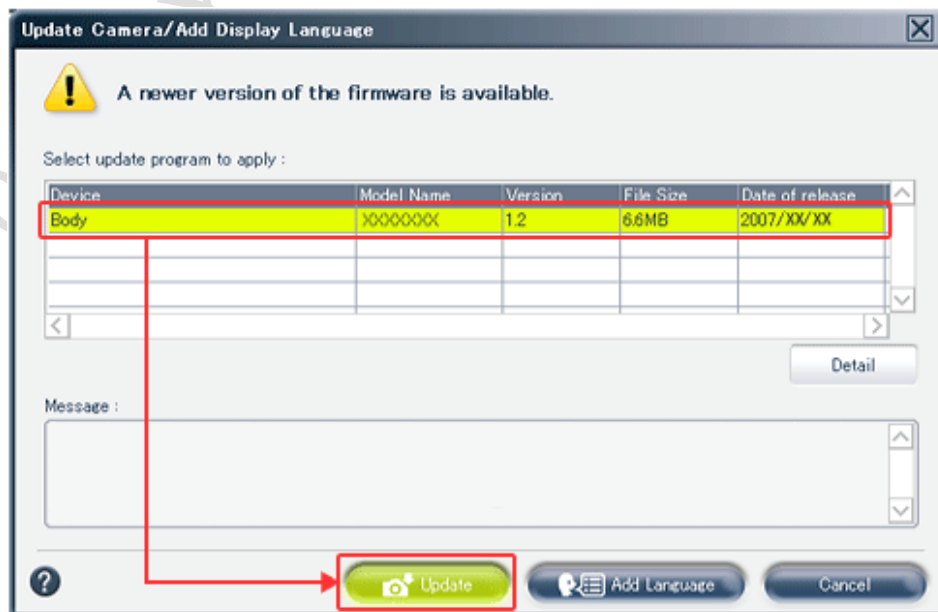 Update Camera/Add Display Language
A newer version of the firmware is available.
Select update program to apply :
Device Model Name Version File Size Date of release
Body XXXXXXX 1.2 6.6MB 2007/XX/XX
Detail
Message :
Update Add Language Cancel